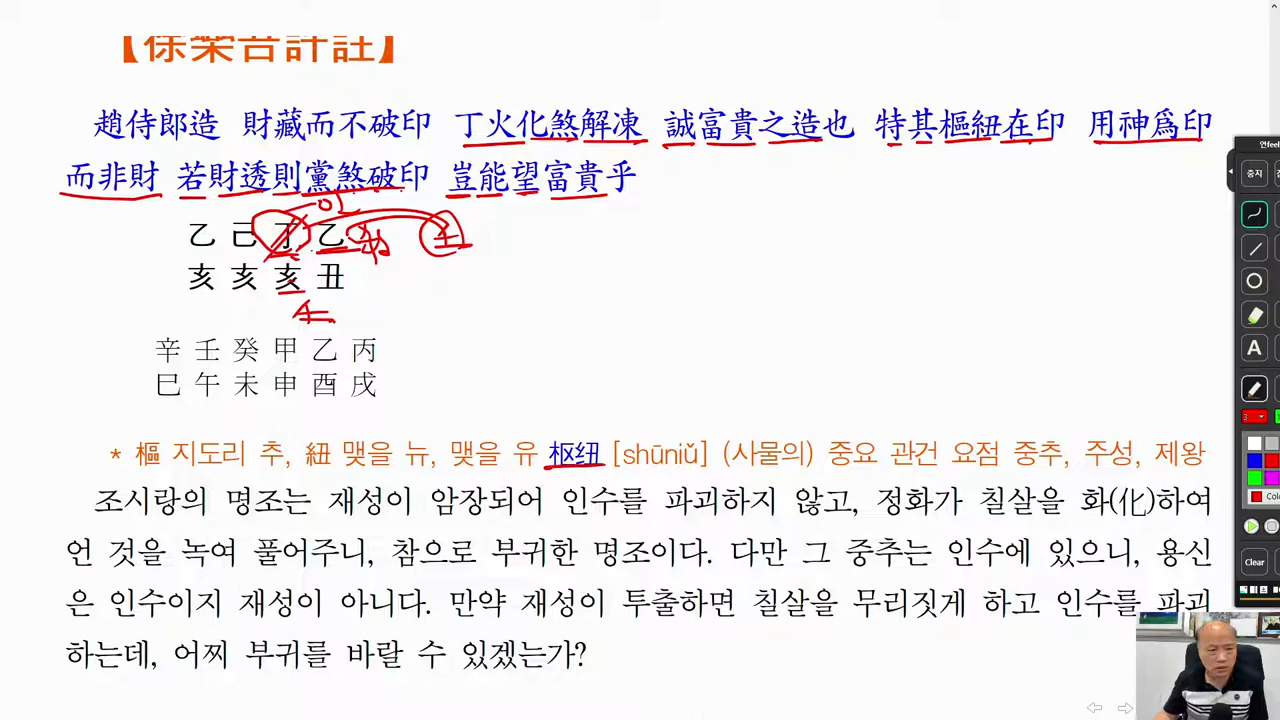 【徐樂吾評註】
趙侍郎造 財藏而不破印 丁火化煞解凍 誠富貴之造也 特其樞紐在印 用神爲印
而非財 若財透則黨煞破印 豈能望富貴乎
乙 己 丁 乙
亥 亥 亥 丑
辛 壬 癸 甲 乙 丙
巳 午 未 申 酉 戌
* 樞 지도리 추, 紐 맺을 뉴, 맺을 유 枢纽 [shūniǔ] (사물의) 중요 관건 요점 중추, 주성, 제왕
조시랑의 명조는 재성이 암장되어 인수를 파괴하지 않고, 정화가 칠살을 화(化)하여
언 것을 녹여 풀어주니, 참으로 부귀한 명조이다. 다만 그 중추는 인수에 있으니, 용신
은 인수이지 재성이 아니다. 만약 재성이 투출하면 칠살을 무리짓게 하고 인수를 파괴
하는데, 어찌 부귀를 바랄 수 있겠는가?
중지
A
Clear